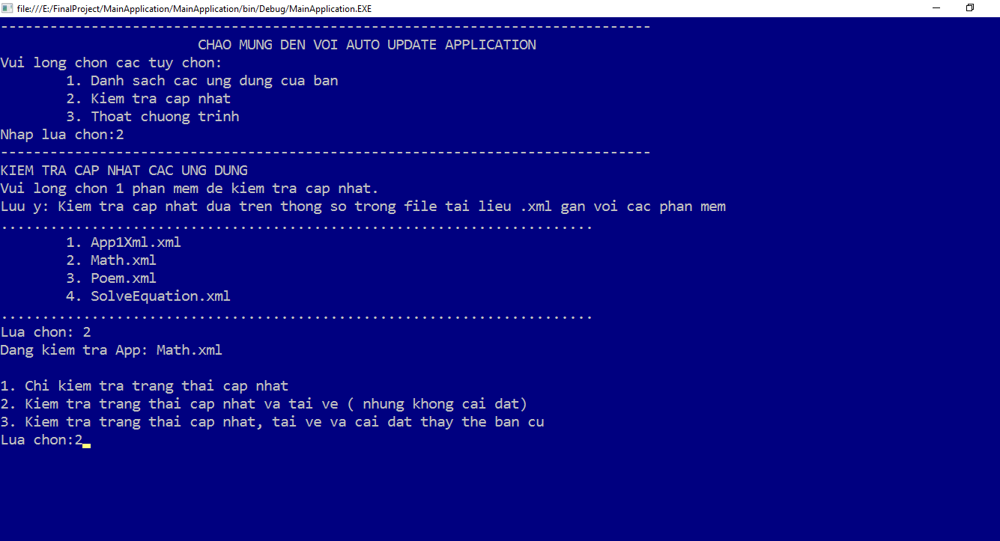 file:///E:/FinalProject/MainApplication/MainApplication/bin/Debug/MainApplication.EXE
-------------------------------------------------------------------------------
CHAO MUNG DEN VOI AUTO UPDATE APPLICATION
Vui long chon cac tuy chon:
1. Danh sach cac ung dung cua ban
2. Kiem tra cap nhat
3. Thoat chuong trinh
Nhap lua chon:2
-------------------------------------------------------------------------------
KIEM TRA CAP NHAT CAC UNG DUNG
Vui long chon 1 phan mem de kiem tra cap nhat.
Luu y: Kiem tra cap nhat dua tren thong so trong file tai lieu .xml gan voi cac phan mem
........................................................................
1. App1Xml.xml
2. Math.xml
3. Poem.xml
4. SolveEquation.xml
........................................................................
Lua chon: 2
Dang kiem tra App: Math.xml
1. Chi kiem tra trang thai cap nhat
2. Kiem tra trang thai cap nhat va tai ve ( nhung khong cai dat)
3. Kiem tra trang thai cap nhat, tai ve va cai dat thay the ban cu
Lua chon:2